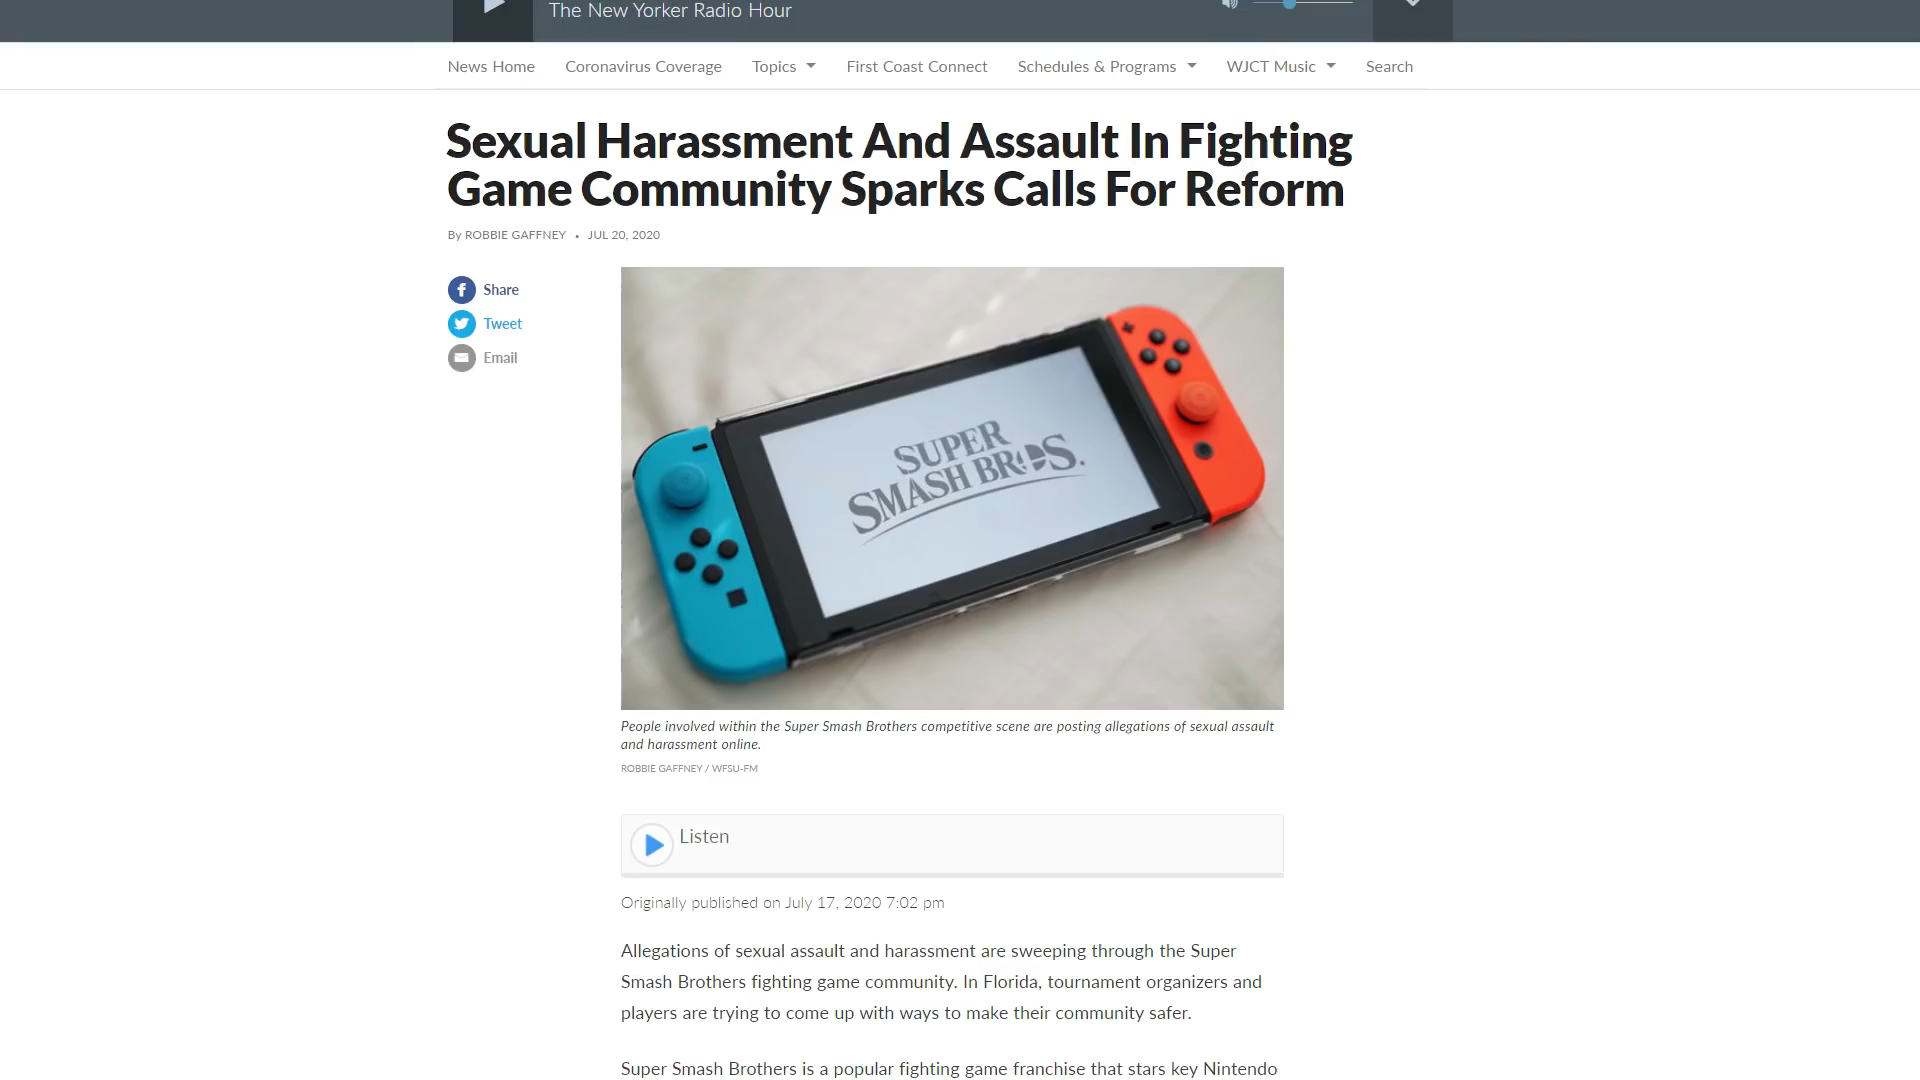 The New Yorker Radio Hour
News Home Coronavirus Coverage Topics First Coast Connect Schedules & Programs WJCT Music Search
Sexual Harassment And Assault In Fighting
Game Community Sparks Calls For Reform
By ROBBIE GAFFNEY • JUL 20, 2020
Share
Tweet
Email
SUPER
SMASH BROS.
People involved within the Super Smash Brothers competitive scene are posting allegations of sexual assault
and harassment online.
ROBBIE GAFFNEY / WFSU-FM
Listen
Originally published on July 17, 2020 7:02 pm
Allegations of sexual assault and harassment are sweeping through the Super
Smash Brothers fighting game community. In Florida, tournament organizers and
players are trying to come up with ways to make their community safer.
Super Smash Brothers is a popular fighting game franchise that stars key Nintendo